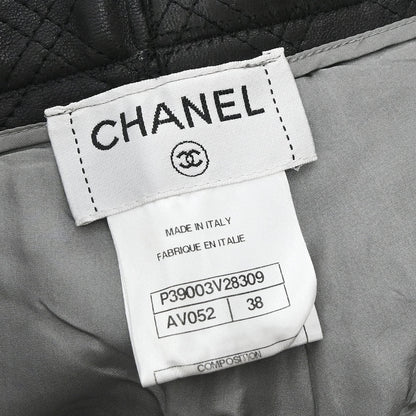 CHANEL
MADE IN ITALY
FABRIQUE EN ITALIE
P39003V28309
AV052 38
COMPOSITION